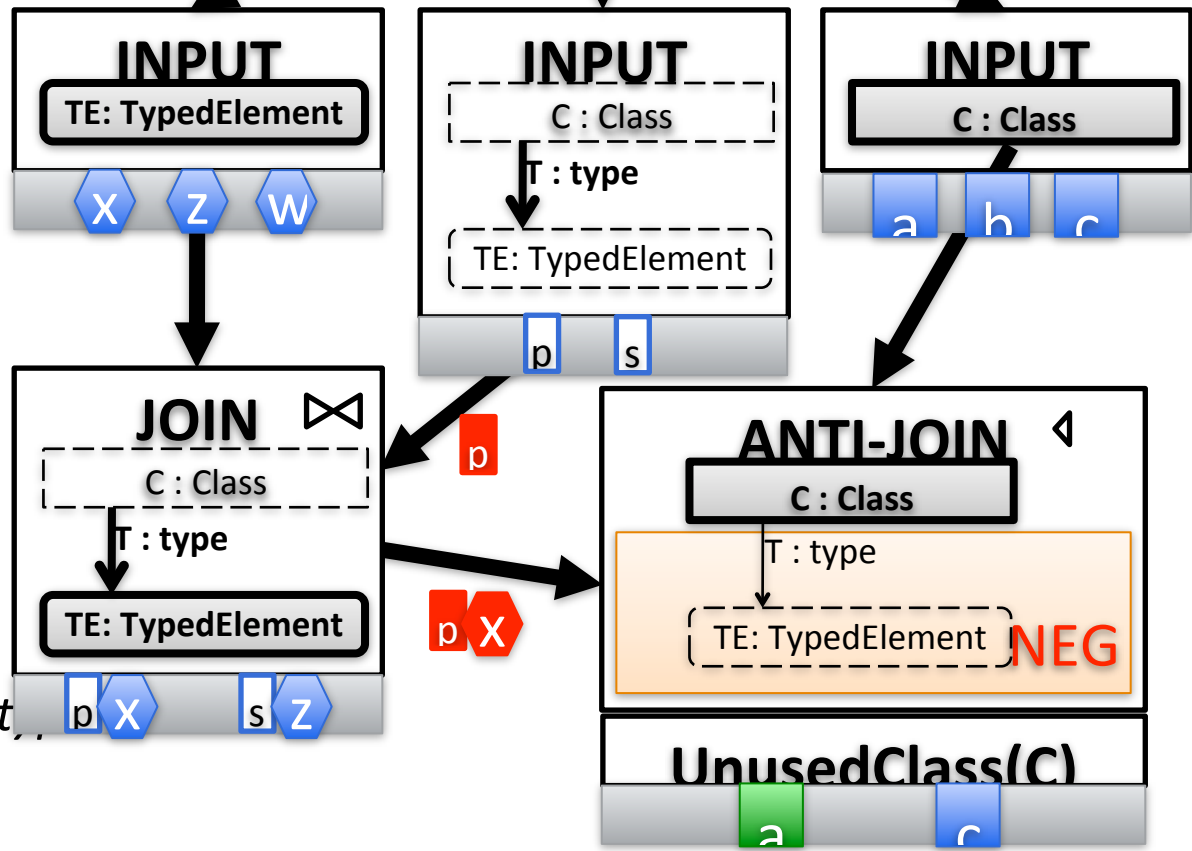 INPUT
TE: TypedElement
X Z W
INPUT
C : Class
T : type
TE: TypedElement
p s
INPUT
C : Class
a b c
JOIN
C : Class
T : type
TE: TypedElement
p X s Z
p
p X
ANTI-JOIN
C : Class
T : type
TE: TypedElement
NEG
UnusedClass(C)
a c